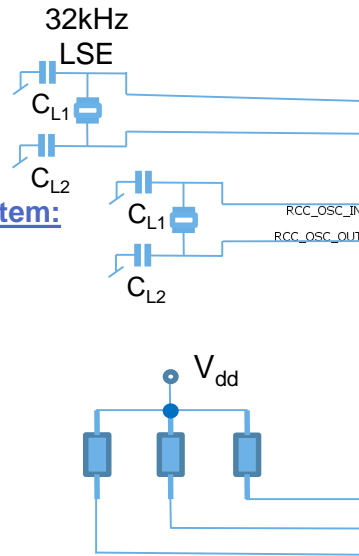 32kHz
LSE
CL1
CL2
tem:
CL1
RCC_OSC_IN
RCC_OSC_OUT
CL2
Vdd